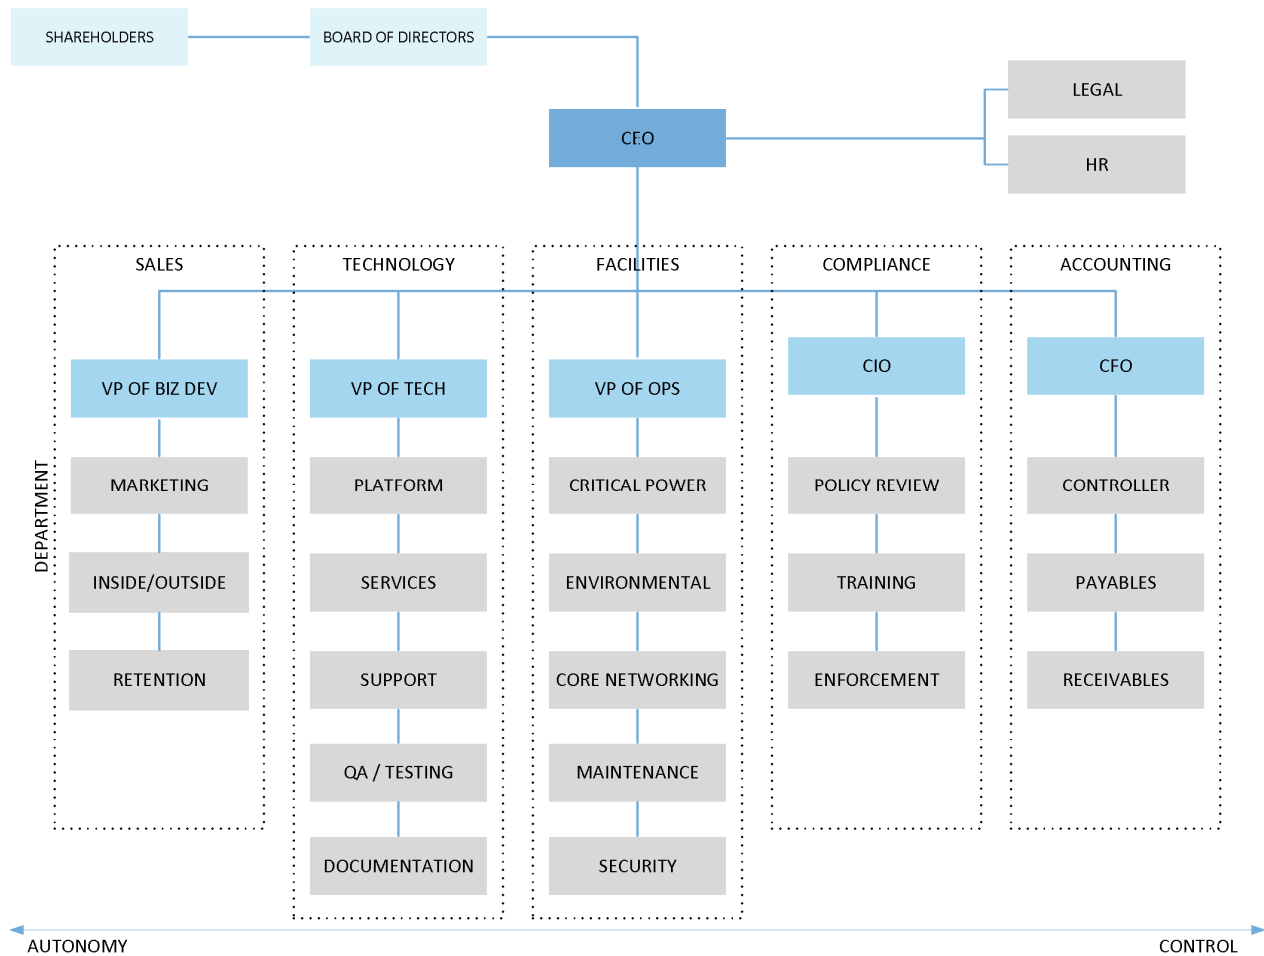 SHAREHOLDERS
BOARD OF DIRECTORS
CEO
LEGAL
HR
DEPARTMENT
SALES
VP OF BIZ DEV
MARKETING
INSIDE/OUTSIDE
RETENTION
TECHNOLOGY
VP OF TECH
PLATFORM
SERVICES
SUPPORT
QA / TESTING
DOCUMENTATION
FACILITIES
VP OF OPS
CRITICAL POWER
ENVIRONMENTAL
CORE NETWORKING
MAINTENANCE
SECURITY
COMPLIANCE
CIO
POLICY REVIEW
TRAINING
ENFORCEMENT
ACCOUNTING
CFO
CONTROLLER
PAYABLES
RECEIVABLES
AUTONOMY
CONTROL